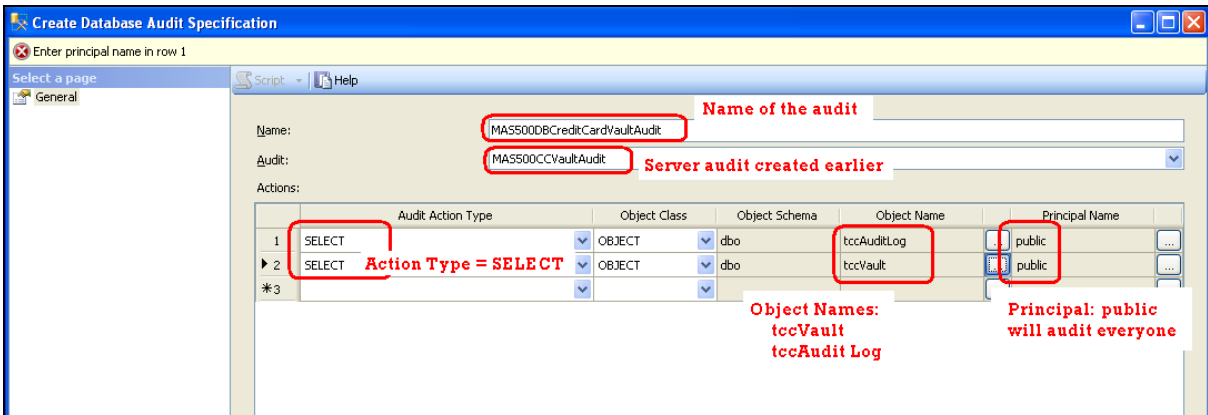 Create Database Audit Specification
Enter principal name in row 1
Select a page
General
Script
Help
Name of the audit
Name:
MAS500DBCreditCardVaultAudit
Audit:
MAS500CCVaultAudit
Server audit created earlier
Actions:
Audit Action Type Object Class Object Schema Object Name Principal Name
1 SELECT OBJECT dbo tccAuditLog ... public ...
2 SELECT OBJECT dbo tccVault ... public ...
Action Type = SELECT
*3
Object Names:
tccVault
tccAudit Log
Principal: public
will audit everyone